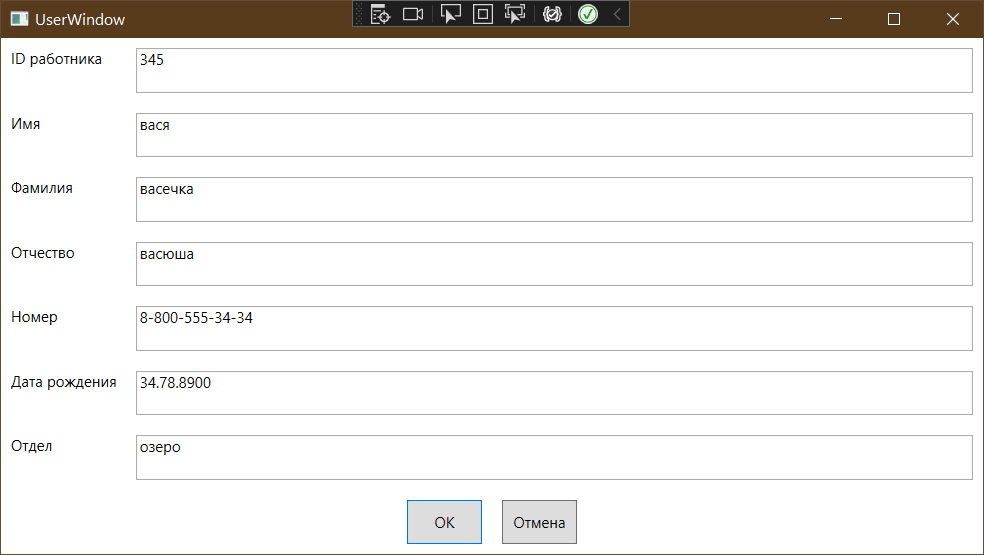 UserWindow
ID работника 345
Имя вася
Фамилия васечка
Отчество васюша
Номер 8-800-555-34-34
Дата рождения 34.78.8900
Отдел озеро
OK Отмена